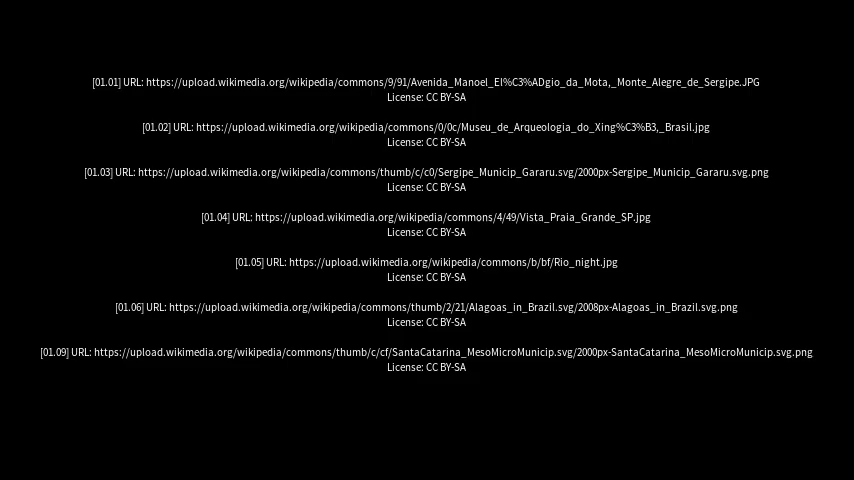 [01.01] URL: https://upload.wikimedia.org/wikipedia/commons/9/91/Avenida_Manoel_El%C3%ADgio_da_Mota,_Monte_Alegre_de_Sergipe.JPG
License: CC BY-SA
[01.02] URL: https://upload.wikimedia.org/wikipedia/commons/0/0c/Museu_de_Arqueologia_do_Xing%C3%B3,_Brasil.jpg
License: CC BY-SA
[01.03] URL: https://upload.wikimedia.org/wikipedia/commons/thumb/c/c0/Sergipe_Municip_Gararu.svg/2000px-Sergipe_Municip_Gararu.svg.png
License: CC BY-SA
[01.04] URL: https://upload.wikimedia.org/wikipedia/commons/4/49/Vista_Praia_Grande_SP.jpg
License: CC BY-SA
[01.05] URL: https://upload.wikimedia.org/wikipedia/commons/b/bf/Rio_night.jpg
License: CC BY-SA
[01.06] URL: https://upload.wikimedia.org/wikipedia/commons/thumb/2/21/Alagoas_in_Brazil.svg/2008px-Alagoas_in_Brazil.svg.png
License: CC BY-SA
[01.09] URL: https://upload.wikimedia.org/wikipedia/commons/thumb/c/cf/SantaCatarina_MesoMicroMunicip.svg/2000px-SantaCatarina_MesoMicroMunicip.svg.png
License: CC BY-SA